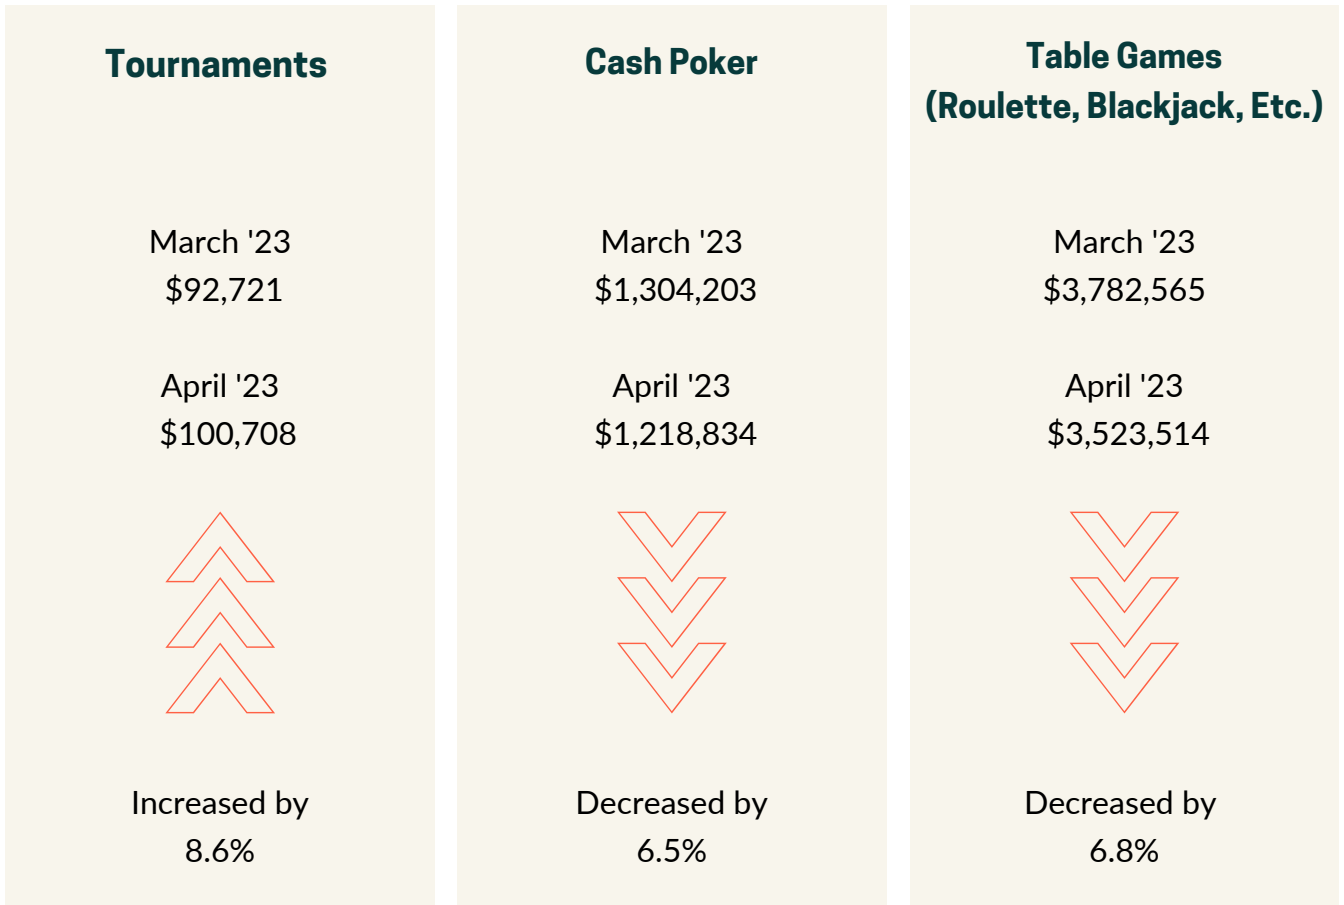 Tournaments
March '23
$92,721
April '23
$100,708
Increased by
8.6%
Cash Poker
March '23
$1,304,203
April '23
$1,218,834
Decreased by
6.5%
Table Games
(Roulette, Blackjack, Etc.)
March '23
$3,782,565
April '23
$3,523,514
Decreased by
6.8%